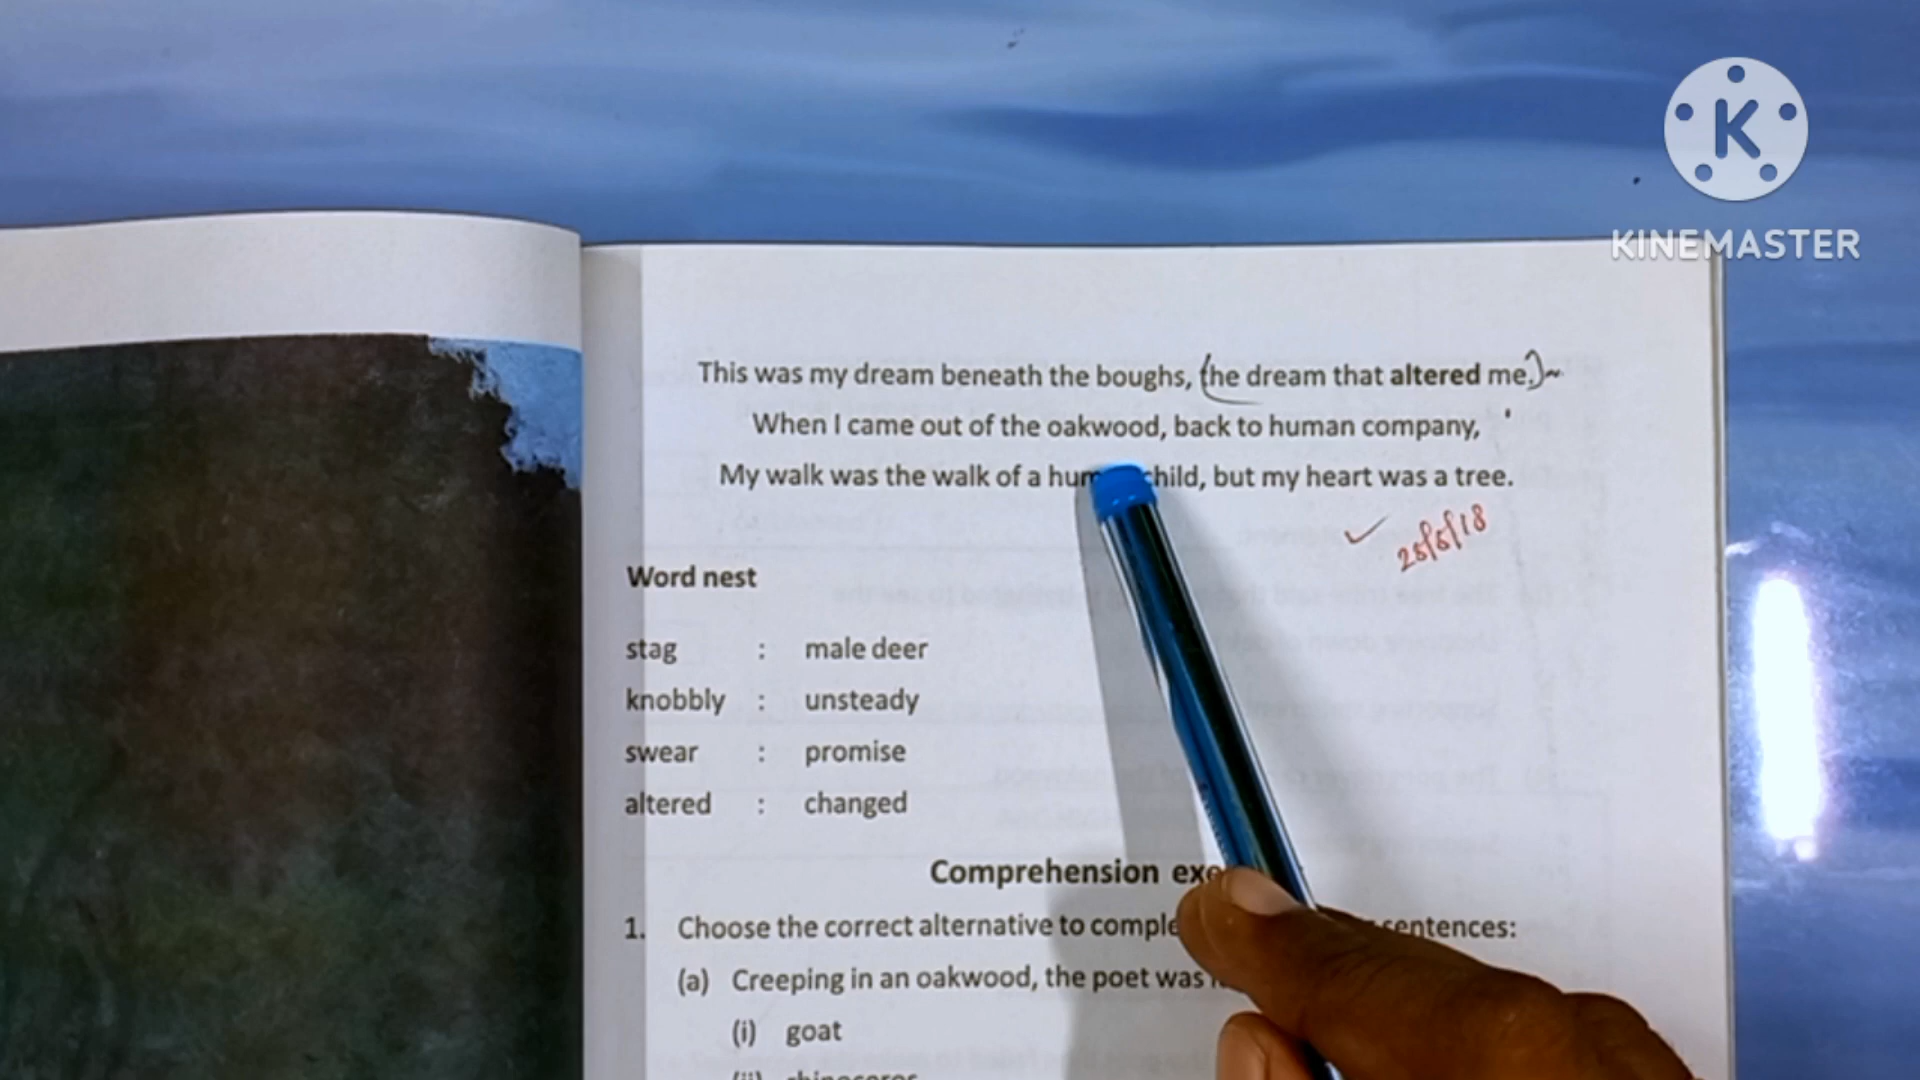 K
KINEMASTER
This was my dream beneath the boughs, the dream that altered me.
When I came out of the oakwood, back to human company,
My walk was the walk of a hum child, but my heart was a tree.
25/5/18
Word nest
stag : male deer
knobbly : unsteady
swear : promise
altered : changed
Comprehension exe
1. Choose the correct alternative to comple sentences:
(a) Creeping in an oakwood, the poet was
(i) goat